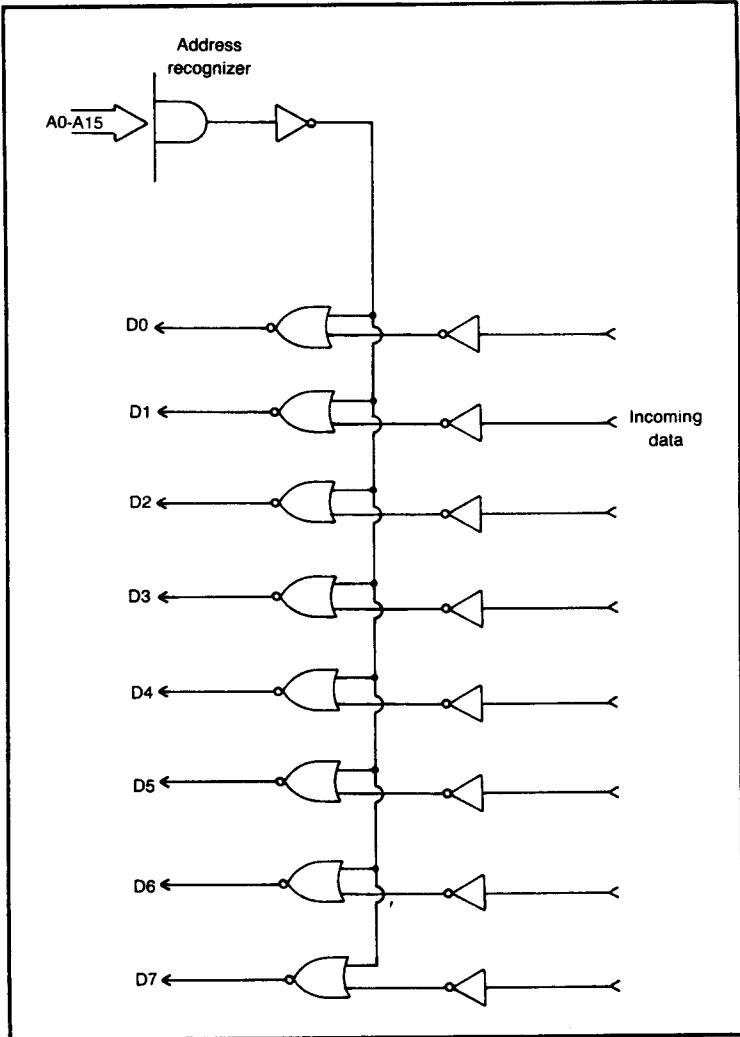 Address
recognizer
A0-A15
D0
D1
Incoming
data
D2
D3
D4
D5
D6
D7